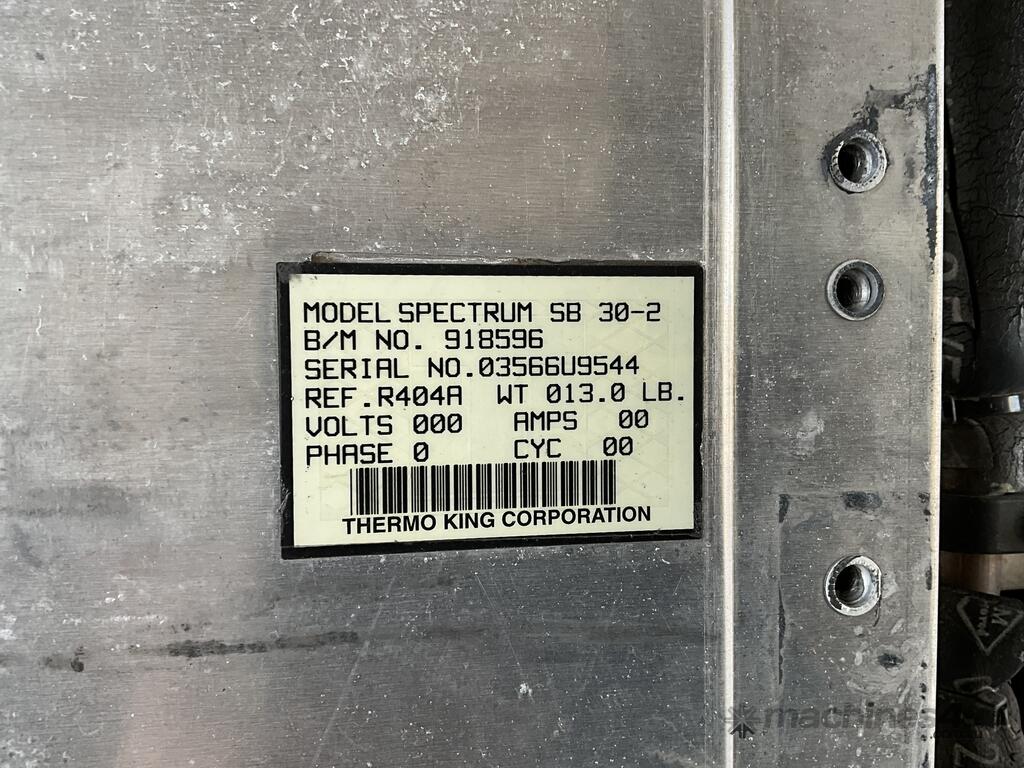 MODEL SPECTRUM SB 30-2
B/M NO. 918596
SERIAL NO.03566U9544
REF.R404A WT 013.0 LB.
VOLTS 000 AMPS 00
PHASE 0 CYC 00
THERMO KING CORPORATION
machines4u